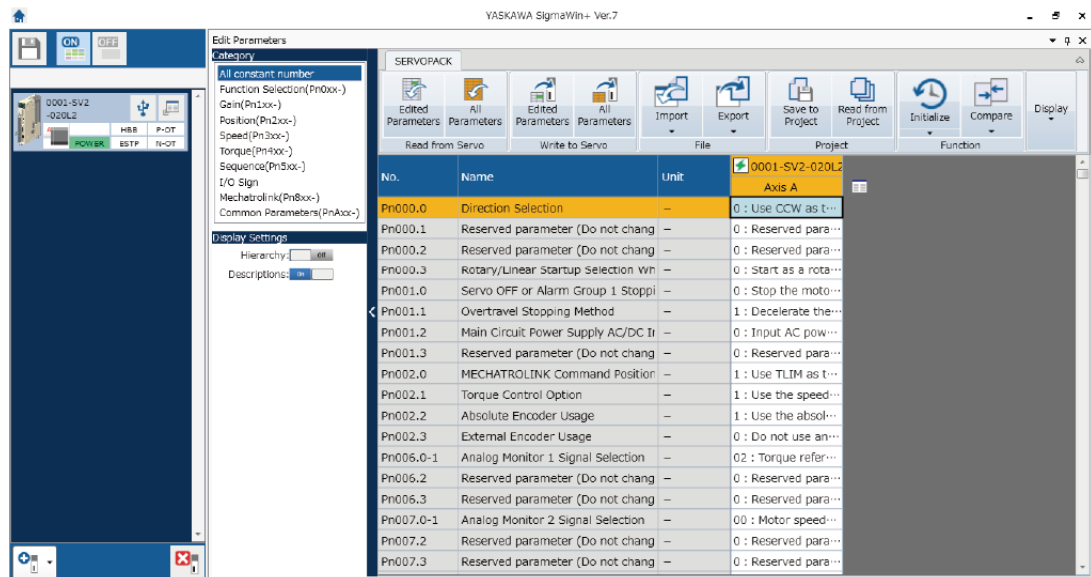 YASKAWA SigmaWin+ Ver.7
ON OFF
0001-SV2
-020L2
HBB P-OT
POWER ESTP N-OT
Edit Parameters
Category
All constant number
Function Selection(Pn0xx-)
Gain(Pn1xx-)
Position(Pn2xx-)
Speed(Pn3xx-)
Torque(Pn4xx-)
Sequence(Pn5xx-)
I/O Sign
Mechatrolink(Pn8xx-)
Common Parameters(PnAxx-)
Display Settings
Hierarchy: Off
Descriptions: On
SERVOPACK
Edited Parameters All Parameters Edited Parameters All Parameters Import Export Save to Project Read from Project Initialize Compare Display
Read from Servo Write to Servo File Project Function
No. Name Unit 0001-SV2-020L2
Axis A
Pn000.0 Direction Selection – 0 : Use CCW as t···
Pn000.1 Reserved parameter (Do not chang – 0 : Reserved para···
Pn000.2 Reserved parameter (Do not chang – 0 : Reserved para···
Pn000.3 Rotary/Linear Startup Selection Wh – 0 : Start as a rota···
Pn001.0 Servo OFF or Alarm Group 1 Stoppi – 0 : Stop the moto···
Pn001.1 Overtravel Stopping Method – 1 : Decelerate the···
Pn001.2 Main Circuit Power Supply AC/DC Ir – 0 : Input AC pow···
Pn001.3 Reserved parameter (Do not chang – 0 : Reserved para···
Pn002.0 MECHATROLINK Command Position – 1 : Use TLIM as t···
Pn002.1 Torque Control Option – 1 : Use the speed···
Pn002.2 Absolute Encoder Usage – 1 : Use the absol···
Pn002.3 External Encoder Usage – 0 : Do not use an···
Pn006.0-1 Analog Monitor 1 Signal Selection – 02 : Torque refer···
Pn006.2 Reserved parameter (Do not chang – 0 : Reserved para···
Pn006.3 Reserved parameter (Do not chang – 0 : Reserved para···
Pn007.0-1 Analog Monitor 2 Signal Selection – 00 : Motor speed···
Pn007.2 Reserved parameter (Do not chang – 0 : Reserved para···
Pn007.3 Reserved parameter (Do not chang – 0 : Reserved para···